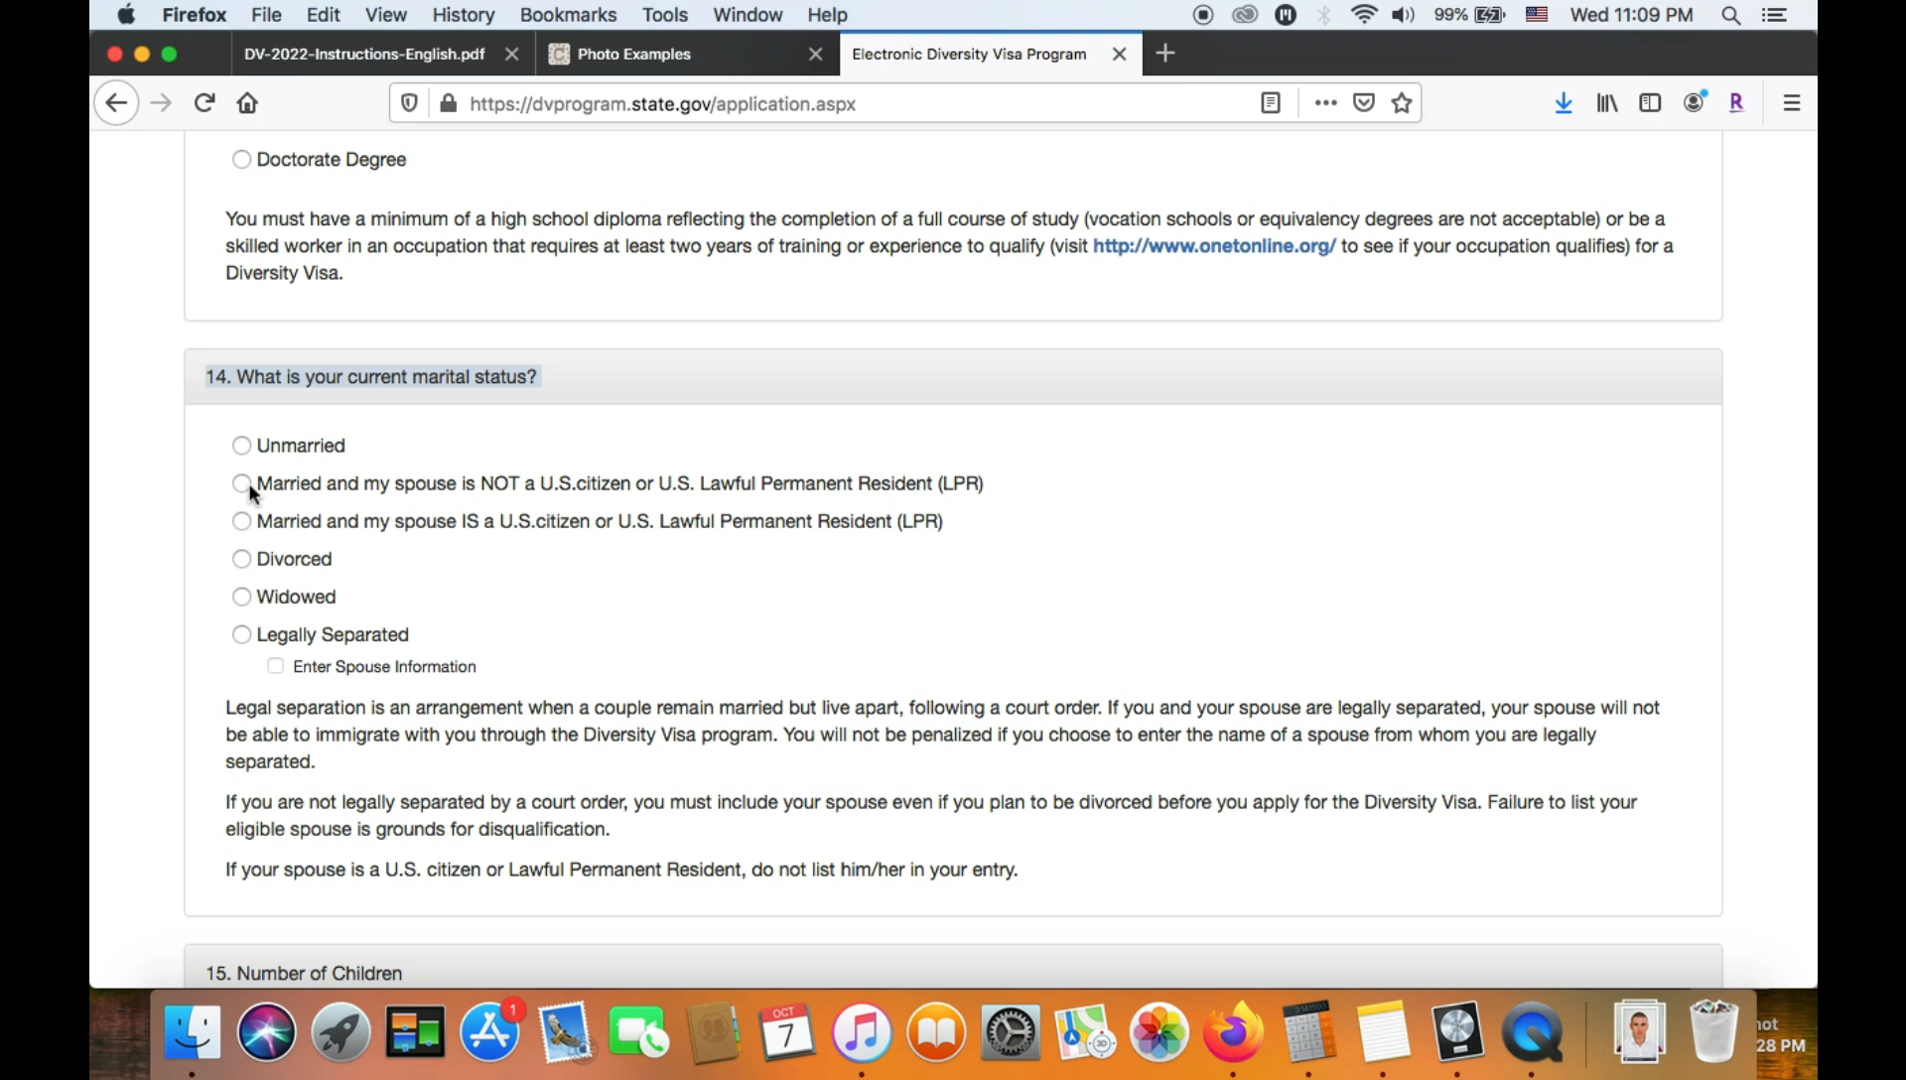 Firefox File Edit View History Bookmarks Tools Window Help 99% Wed 11:09 PM
DV-2022-Instructions-English.pdf Photo Examples Electronic Diversity Visa Program
https://dvprogram.state.gov/application.aspx
Doctorate Degree
You must have a minimum of a high school diploma reflecting the completion of a full course of study (vocation schools or equivalency degrees are not acceptable) or be a
skilled worker in an occupation that requires at least two years of training or experience to qualify (visit http://www.onetonline.org/ to see if your occupation qualifies) for a
Diversity Visa.
14. What is your current marital status?
Unmarried
Married and my spouse is NOT a U.S.citizen or U.S. Lawful Permanent Resident (LPR)
Married and my spouse IS a U.S.citizen or U.S. Lawful Permanent Resident (LPR)
Divorced
Widowed
Legally Separated
Enter Spouse Information
Legal separation is an arrangement when a couple remain married but live apart, following a court order. If you and your spouse are legally separated, your spouse will not
be able to immigrate with you through the Diversity Visa program. You will not be penalized if you choose to enter the name of a spouse from whom you are legally
separated.
If you are not legally separated by a court order, you must include your spouse even if you plan to be divorced before you apply for the Diversity Visa. Failure to list your
eligible spouse is grounds for disqualification.
If your spouse is a U.S. citizen or Lawful Permanent Resident, do not list him/her in your entry.
15. Number of Children
1
OCT
7
3D
not
28 PM